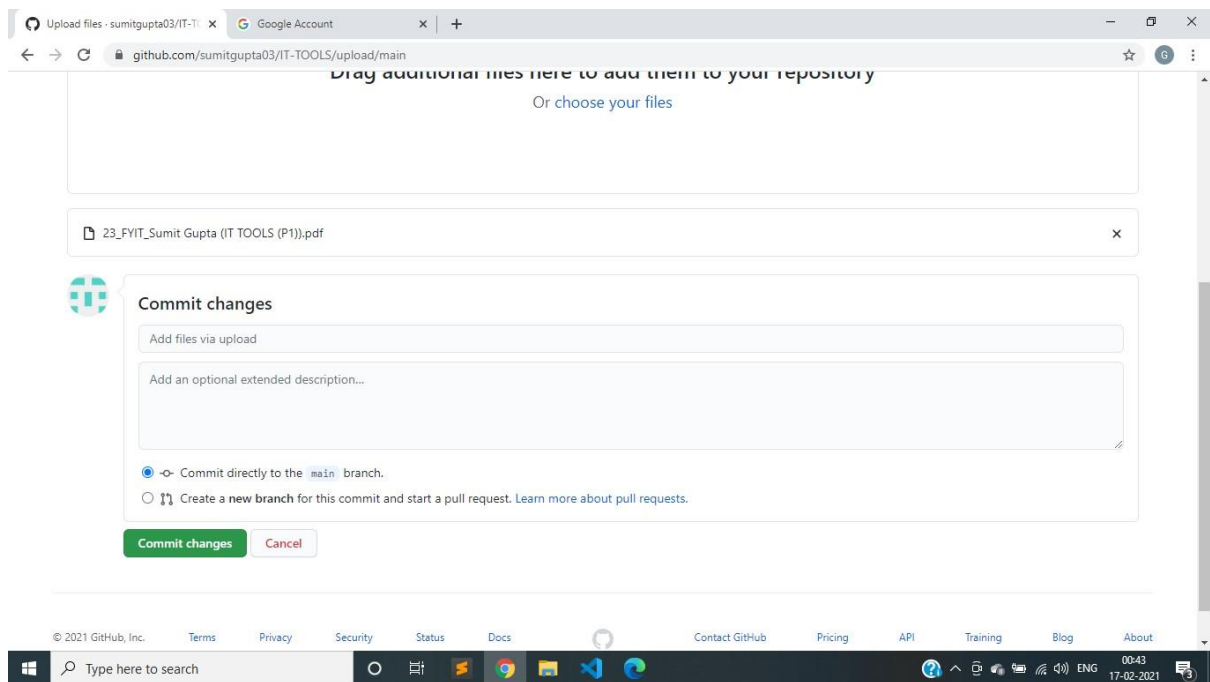 Upload files · sumitgupta03/IT-T
Google Account
github.com/sumitgupta03/IT-TOOLS/upload/main
G
Drag additional files here to add them to your repository
Or choose your files
23_FYIT_Sumit Gupta (IT TOOLS (P1)).pdf
Commit changes
Add files via upload
Add an optional extended description...
Commit directly to the main branch.
Create a new branch for this commit and start a pull request. Learn more about pull requests.
Commit changes Cancel
© 2021 GitHub, Inc. Terms Privacy Security Status Docs Contact GitHub Pricing API Training Blog About
Type here to search
ENG
00:43
17-02-2021
3